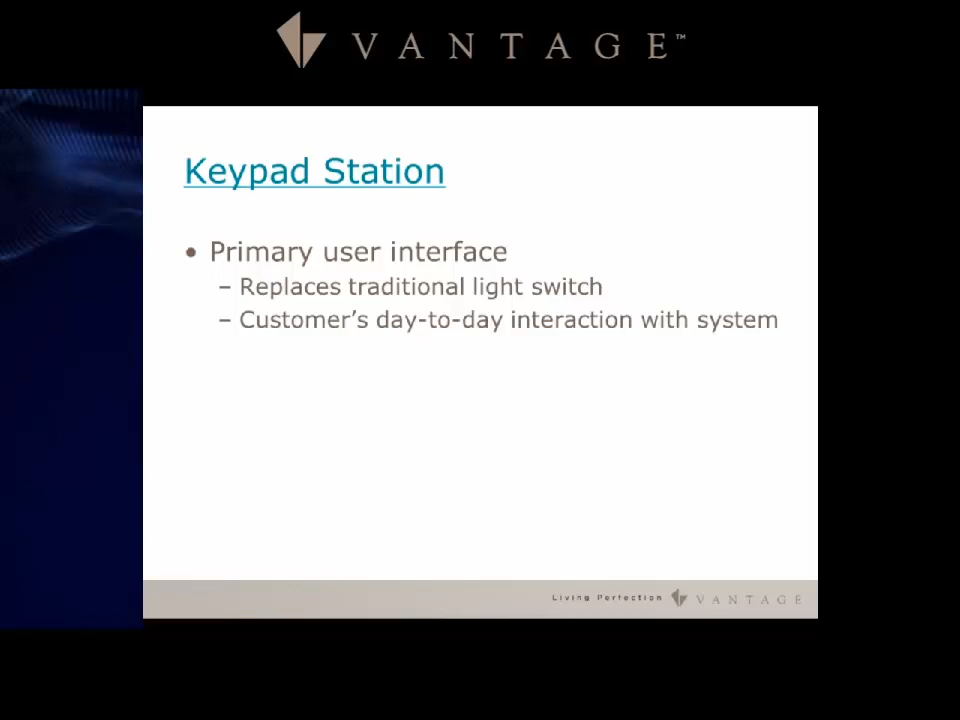 VANTAGE™
Keypad Station
• Primary user interface
– Replaces traditional light switch
– Customer’s day-to-day interaction with system
Living Perfection VANTAGE